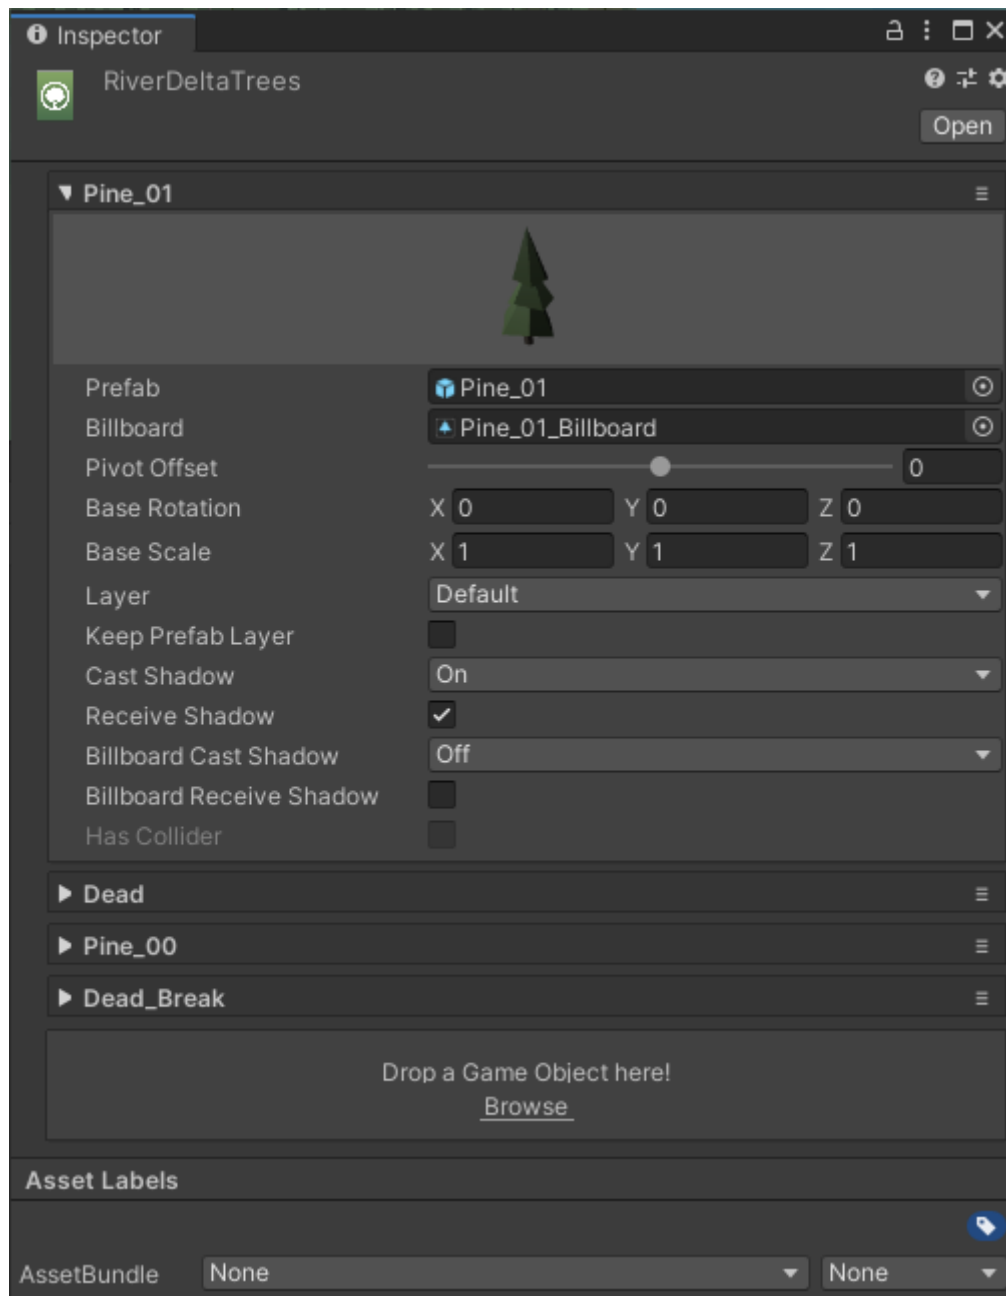 Inspector
RiverDeltaTrees
Open
Pine_01
Prefab Pine_01
Billboard Pine_01_Billboard
Pivot Offset 0
Base Rotation X 0 Y 0 Z 0
Base Scale X 1 Y 1 Z 1
Layer Default
Keep Prefab Layer
Cast Shadow On
Receive Shadow
Billboard Cast Shadow Off
Billboard Receive Shadow
Has Collider
Dead
Pine_00
Dead_Break
Drop a Game Object here!
Browse
Asset Labels
AssetBundle None None